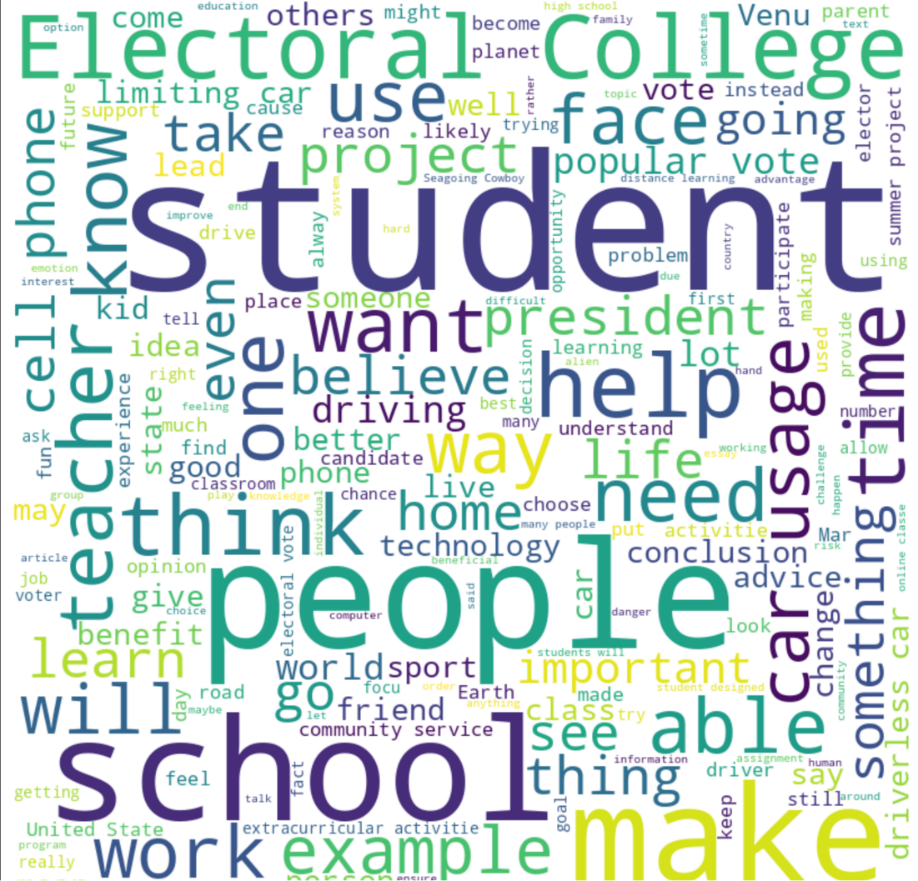 education
high school
option
come
others
might
become
family
sometime
Venu
parent
text
Electoral College
planet
limiting car
use
well
rather
topic
vote
instead
future
support
cause
take
reason
likely
trying
face
going
elector
summer project
cell phone
teacher know
lead
project
popular vote
Seagoing Cowboy
distance learning
advantage
student
system
end
improve
drive
alway
hard
opportunity
problem
country
participate
using
emotion
interest
due
kid
tell
place
someone
difficult
first
making
even
want
president
idea
one
believe
decision
learning
alien
lot
hand
used
provide
time
right
feeling
state
experience
much
driving
best
help
car usage
number
many
understand
ask
fun
find
better
candidate
way
life
essay
working
allow
good
phone
classroom
live
need
challenge
happen
may
group
play
knowledge
chance
home
choose
think
individual
many people
put
activitie
Mar
risk
online classe
technology
conclusion
something
article
opinion
beneficial
advice
job
voter
give
choice
electoral vote
computer
said
people
car
danger
change
look
benefit
students will
learn
world
sport
important
community
driverless car
will
day
road
maybe
go
let
focu
order
Earth
anything
made
student designed
friend
class
try
community service
see
able
school
feel
talk
fact
thing
information
assignment
driver
human
say
getting
goal
keep
still
around
United State
program
really
work
extracurricular activitie
example
make
person
ensure